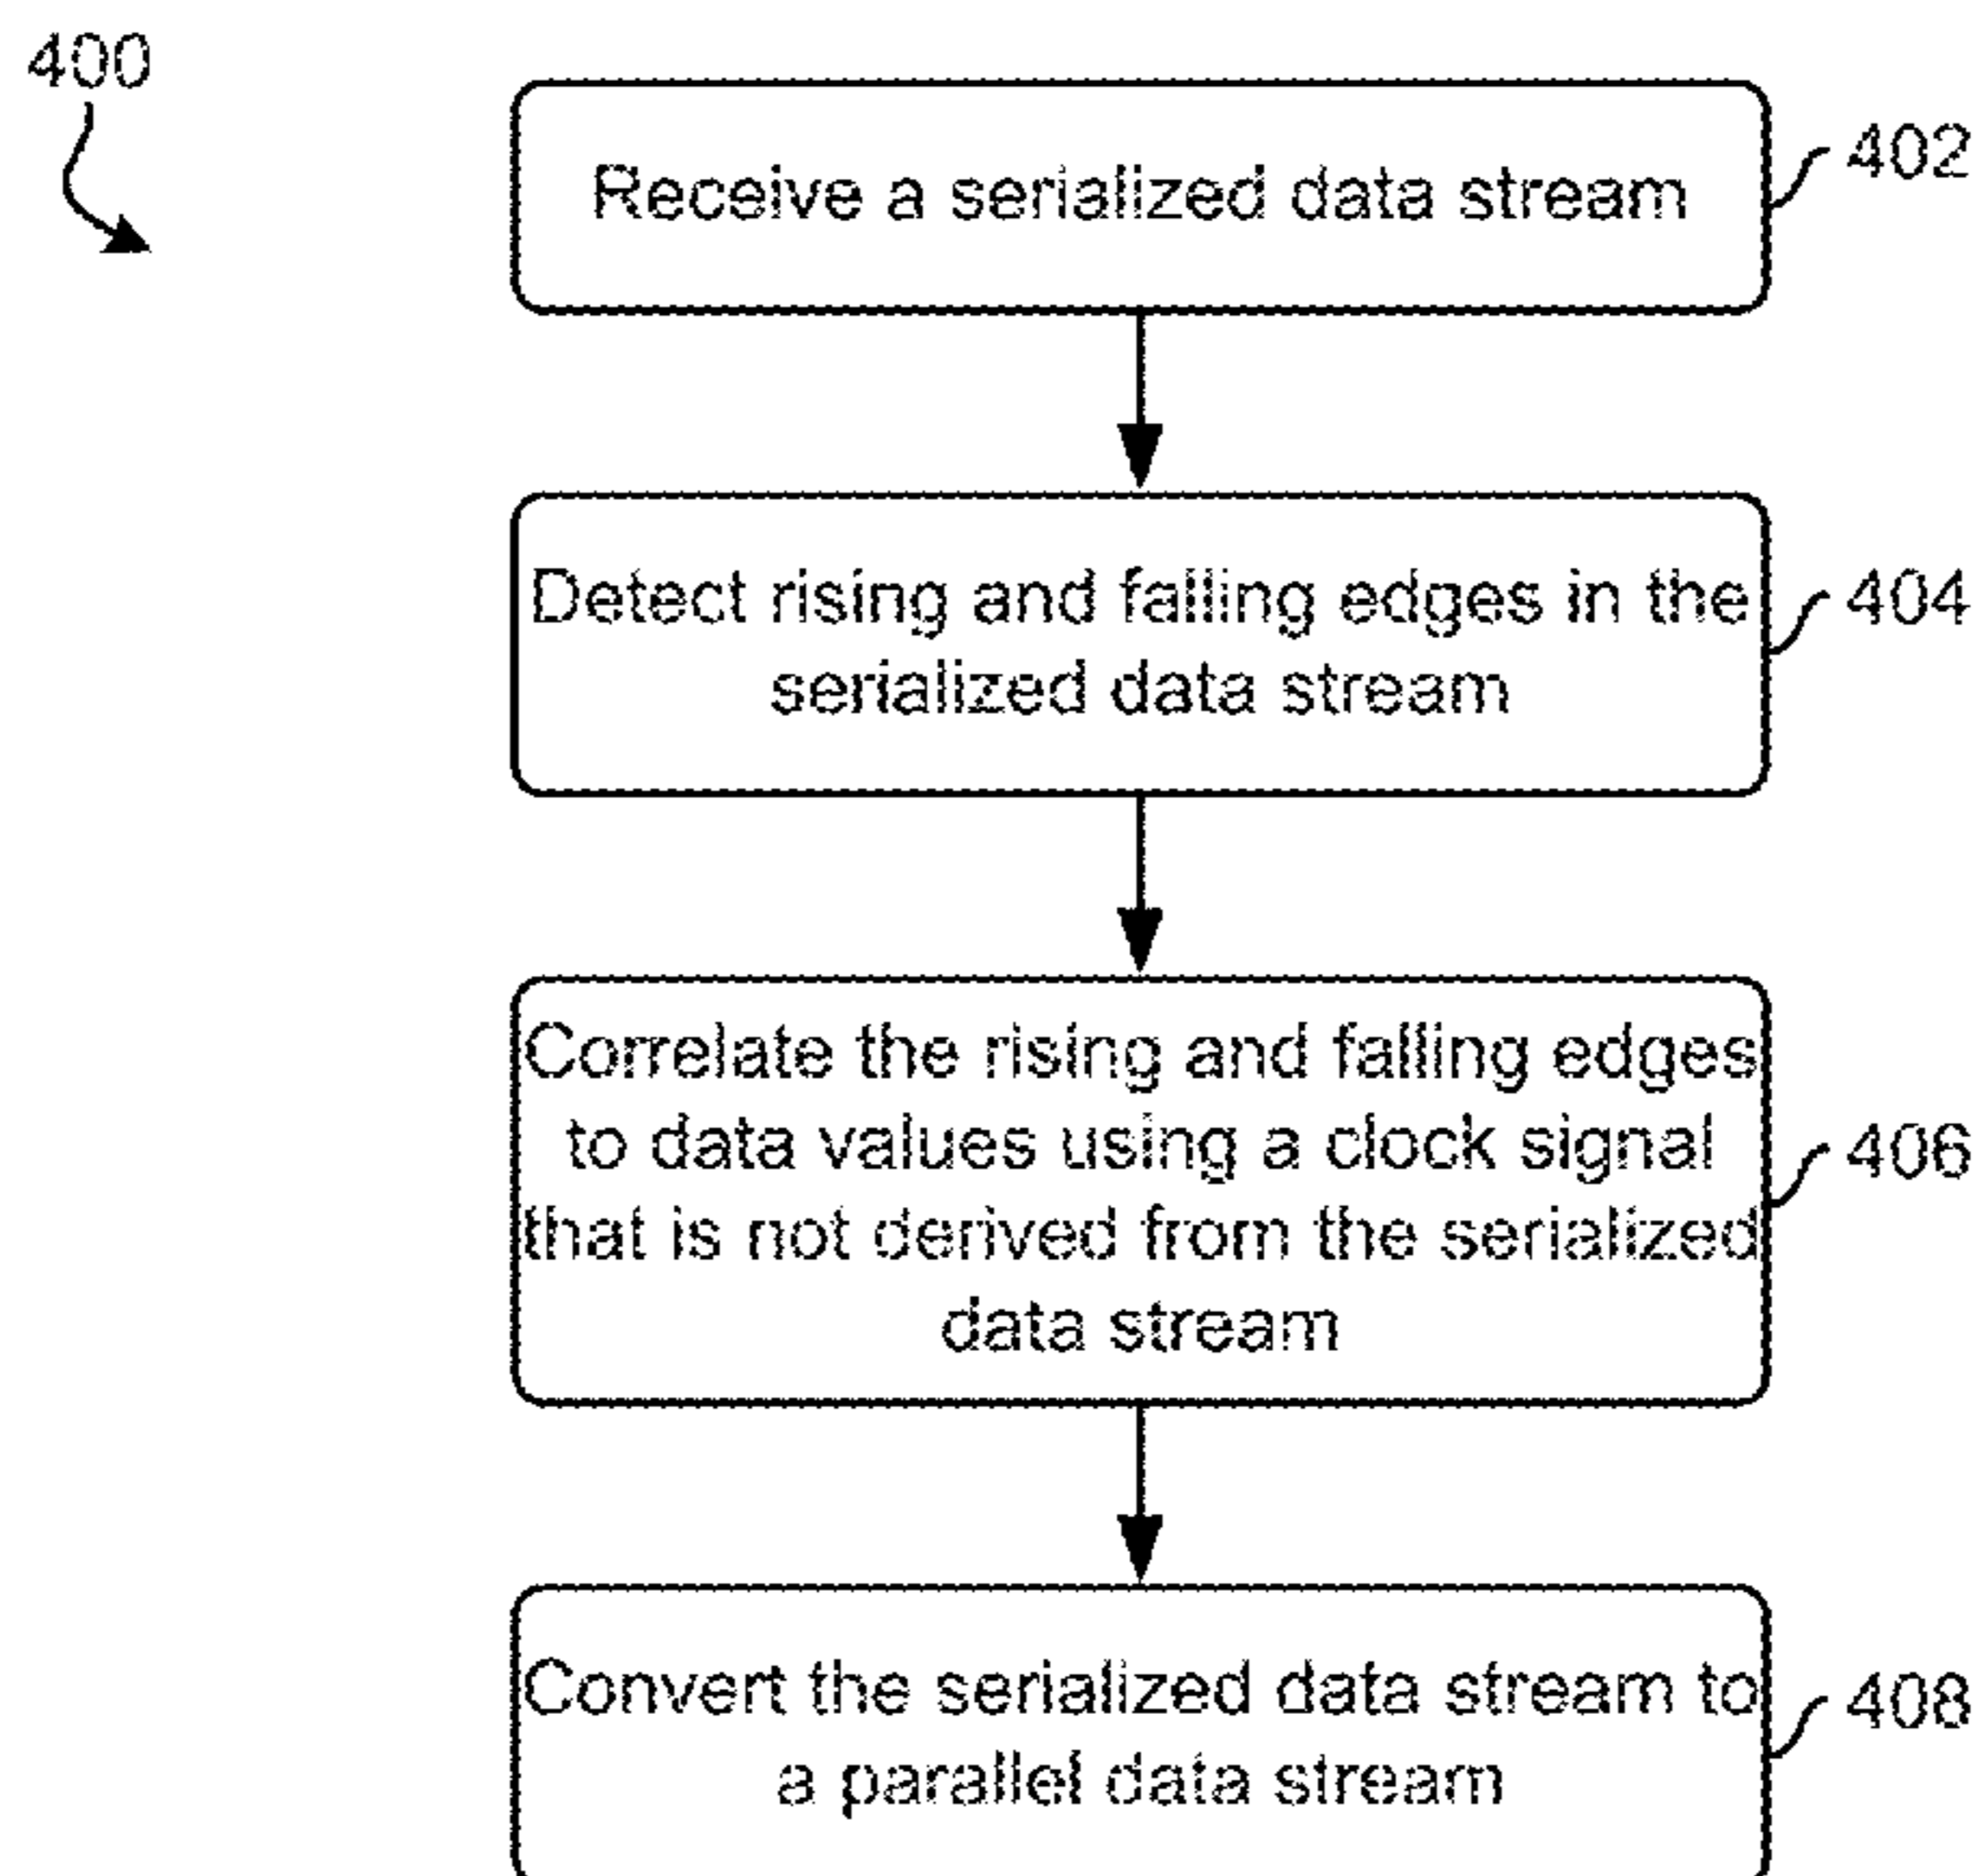 400
Receive a serialized data stream
402
Detect rising and falling edges in the
serialized data stream
404
Correlate the rising and falling edges
to data values using a clock signal
that is not derived from the serialized
data stream
406
Convert the serialized data stream to
a parallel data stream
408